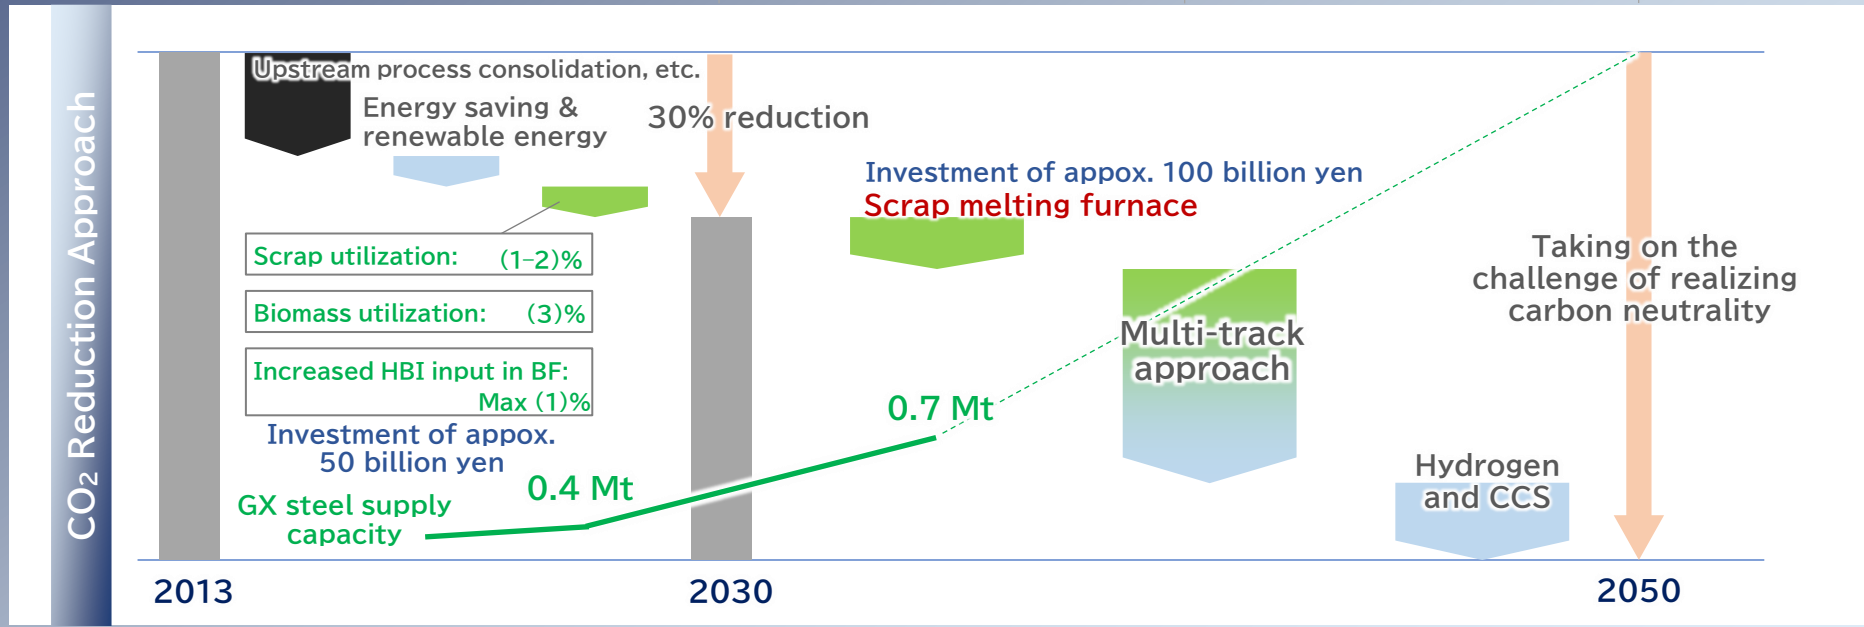 CO₂ Reduction Approach
Upstream process consolidation, etc.
Energy saving &
renewable energy
30% reduction
Scrap utilization: (1–2)%
Biomass utilization: (3)%
Increased HBI input in BF:
Max (1)%
Investment of appox.
50 billion yen
GX steel supply
capacity
0.4 Mt
0.7 Mt
Investment of appox. 100 billion yen
Scrap melting furnace
Multi-track
approach
Hydrogen
and CCS
Taking on the
challenge of realizing
carbon neutrality
2013
2030
2050